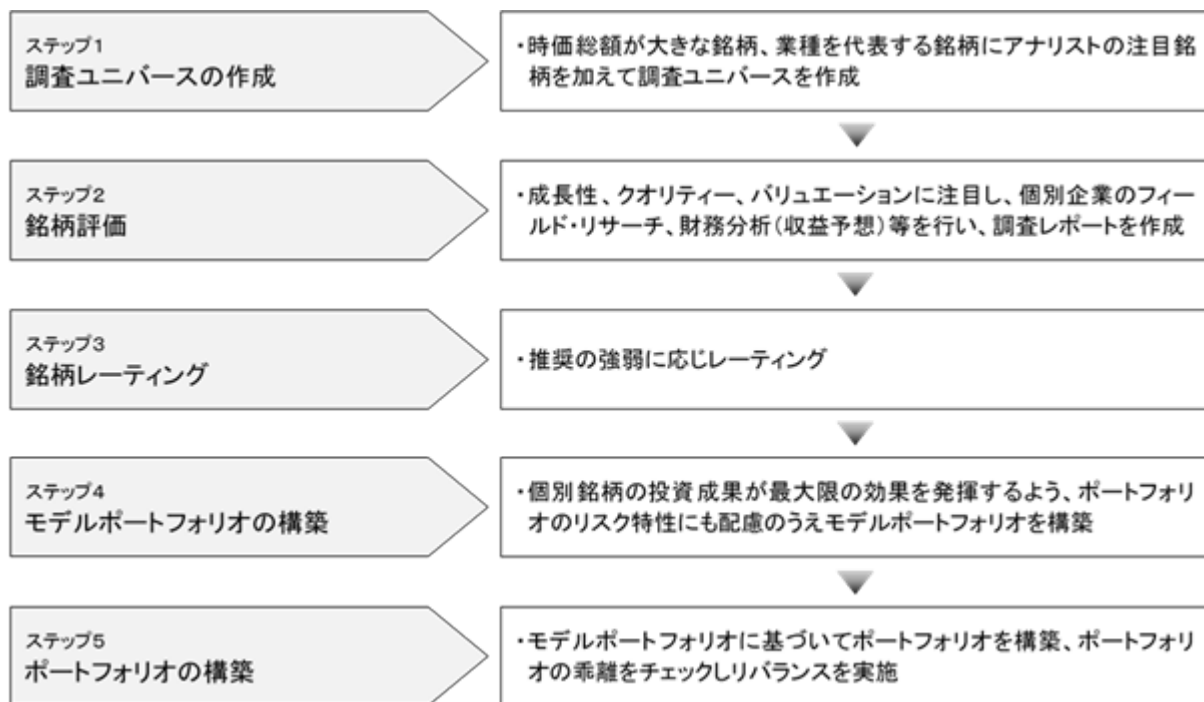 ステップ1
調査ユニバースの作成
・時価総額が大きな銘柄、業種を代表する銘柄にアナリストの注目銘
柄を加えて調査ユニバースを作成
ステップ2
銘柄評価
・成長性、クオリティー、バリュエーションに注目し、個別企業のフィー
ルド・リサーチ、財務分析(収益予想)等を行い、調査レポートを作成
ステップ3
銘柄レーティング
・推奨の強弱に応じレーティング
ステップ4
モデルポートフォリオの構築
・個別銘柄の投資成果が最大限の効果を発揮するよう、ポートフォリ
オのリスク特性にも配慮のうえモデルポートフォリオを構築
ステップ5
ポートフォリオの構築
・モデルポートフォリオに基づいてポートフォリオを構築、ポートフォリ
オの乖離をチェックしリバランスを実施